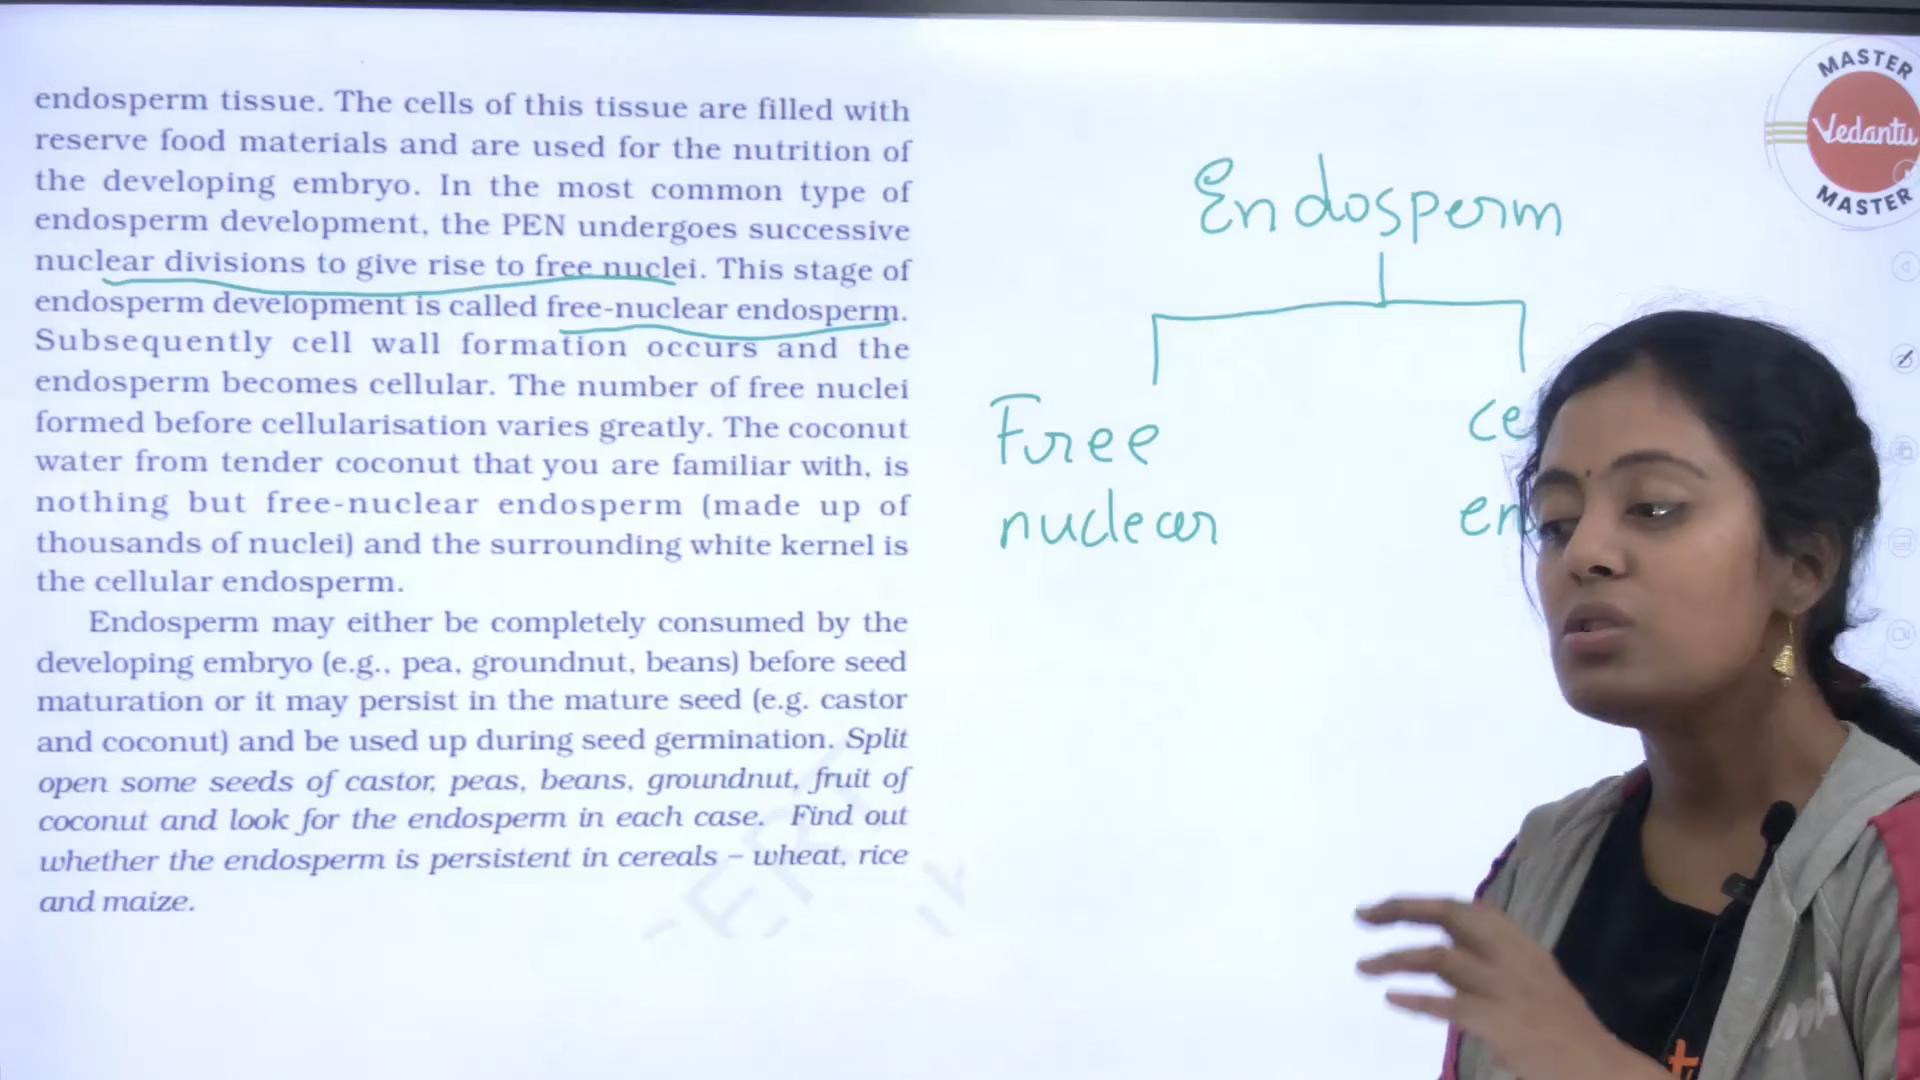 endosperm tissue. The cells of this tissue are filled with
reserve food materials and are used for the nutrition of
the developing embryo. In the most common type of
endosperm development, the PEN undergoes successive
nuclear divisions to give rise to free nuclei. This stage of
endosperm development is called free-nuclear endosperm.
Subsequently cell wall formation occurs and the
endosperm becomes cellular. The number of free nuclei
formed before cellularisation varies greatly. The coconut
water from tender coconut that you are familiar with, is
nothing but free-nuclear endosperm (made up of
thousands of nuclei) and the surrounding white kernel is
the cellular endosperm.
Endosperm may either be completely consumed by the
developing embryo (e.g., pea, groundnut, beans) before seed
maturation or it may persist in the mature seed (e.g. castor
and coconut) and be used up during seed germination. Split
open some seeds of castor, peas, beans, groundnut, fruit of
coconut and look for the endosperm in each case. Find out
whether the endosperm is persistent in cereals – wheat, rice
and maize.
Endosperm
Free
nuclear
ce
en
MASTER
Vedantu
MASTER